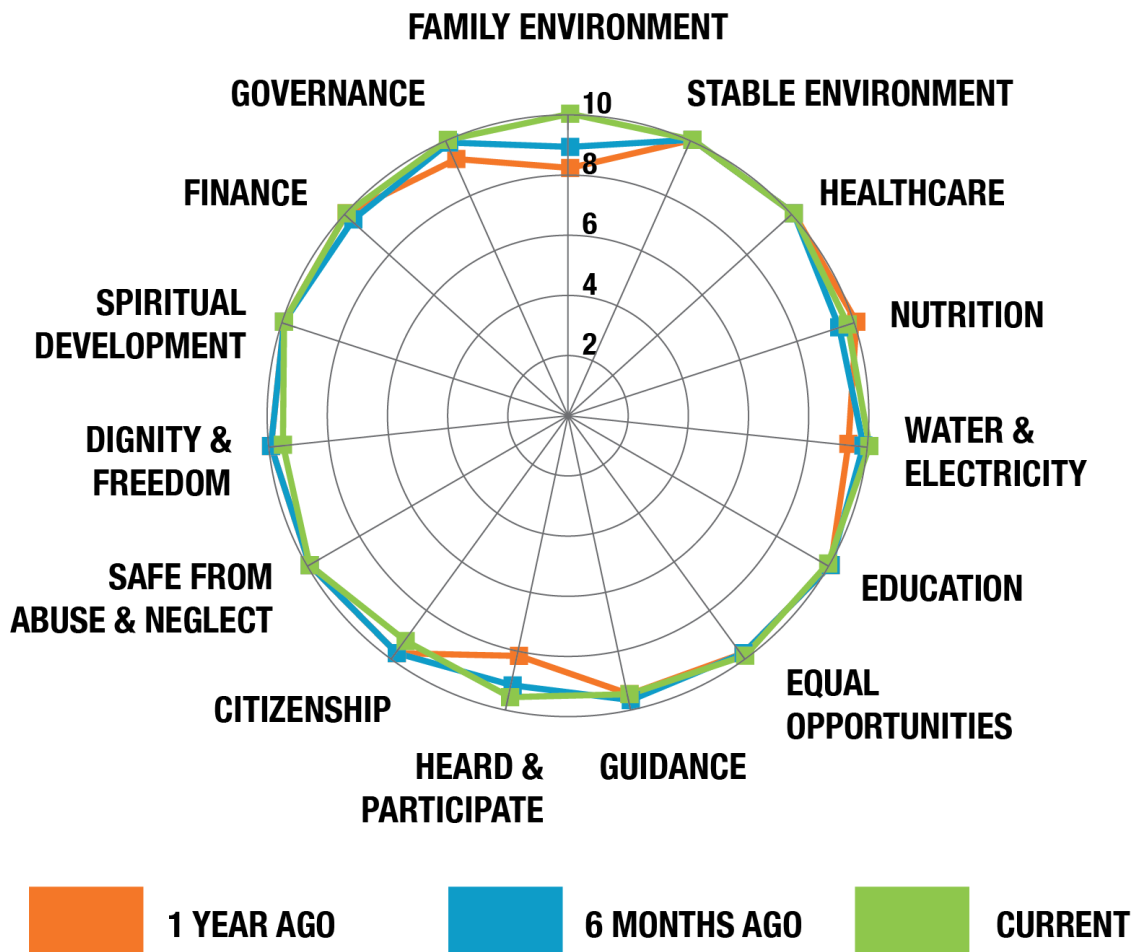 FAMILY ENVIRONMENT
GOVERNANCE
10
STABLE ENVIRONMENT
FINANCE
8
HEALTHCARE
6
SPIRITUAL
DEVELOPMENT
4
NUTRITION
2
DIGNITY &
FREEDOM
WATER &
ELECTRICITY
SAFE FROM
ABUSE & NEGLECT
EDUCATION
CITIZENSHIP
EQUAL
OPPORTUNITIES
HEARD &
PARTICIPATE
GUIDANCE
1 YEAR AGO
6 MONTHS AGO
CURRENT